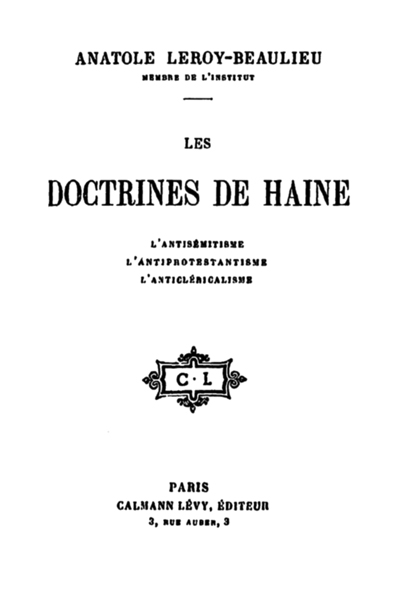 ANATOLE LEROY-BEAULIEU
MEMBRE DE L'INSTITUT
LES
DOCTRINES DE HAINE
L'ANTISÉMITISME
L'ANTIPROTESTANTISME
L'ANTICLÉRICALISME
C·L
PARIS
CALMANN LÉVY, ÉDITEUR
3, RUE AUBER, 3